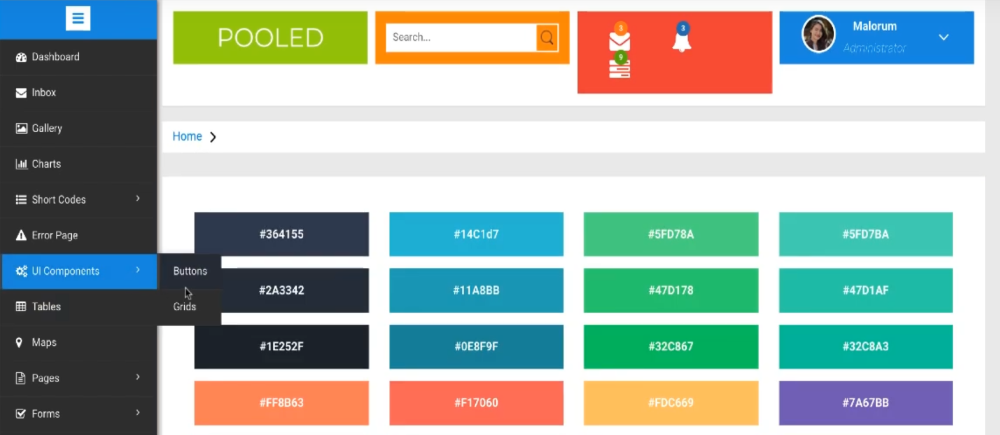 POOLED
Search...
3
3
9
Malorum
Administrator
Dashboard
Inbox
Gallery
Charts
Short Codes
Error Page
UI Components
Tables
Maps
Pages
Forms
Buttons
Grids
Home
#364155
#14C1d7
#5FD78A
#5FD7BA
#2A3342
#11A8BB
#47D178
#47D1AF
#1E252F
#0E8F9F
#32C867
#32C8A3
#FF8B63
#F17060
#FDC669
#7A67BB